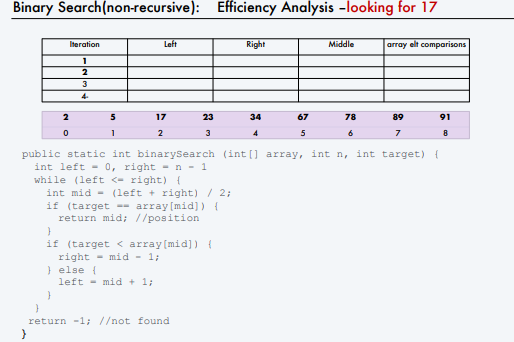 Binary Search(non-recursive): Efficiency Analysis –looking for 17
Iteration Left Right Middle array elt comparisons
1
2
3
4-
2 5 17 23 34 67 78 89 91
0 1 2 3 4 5 6 7 8
public static int binarySearch (int[] array, int n, int target) {
int left = 0, right = n - 1
while (left <= right) {
int mid = (left + right) / 2;
if (target == array[mid]) {
return mid; //position
}
if (target < array[mid]) {
right = mid - 1;
} else {
left = mid + 1;
}
}
return -1; //not found
}